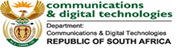 communications
& digital technologies
Department:
Communications & Digital Technologies
REPUBLIC OF SOUTH AFRICA